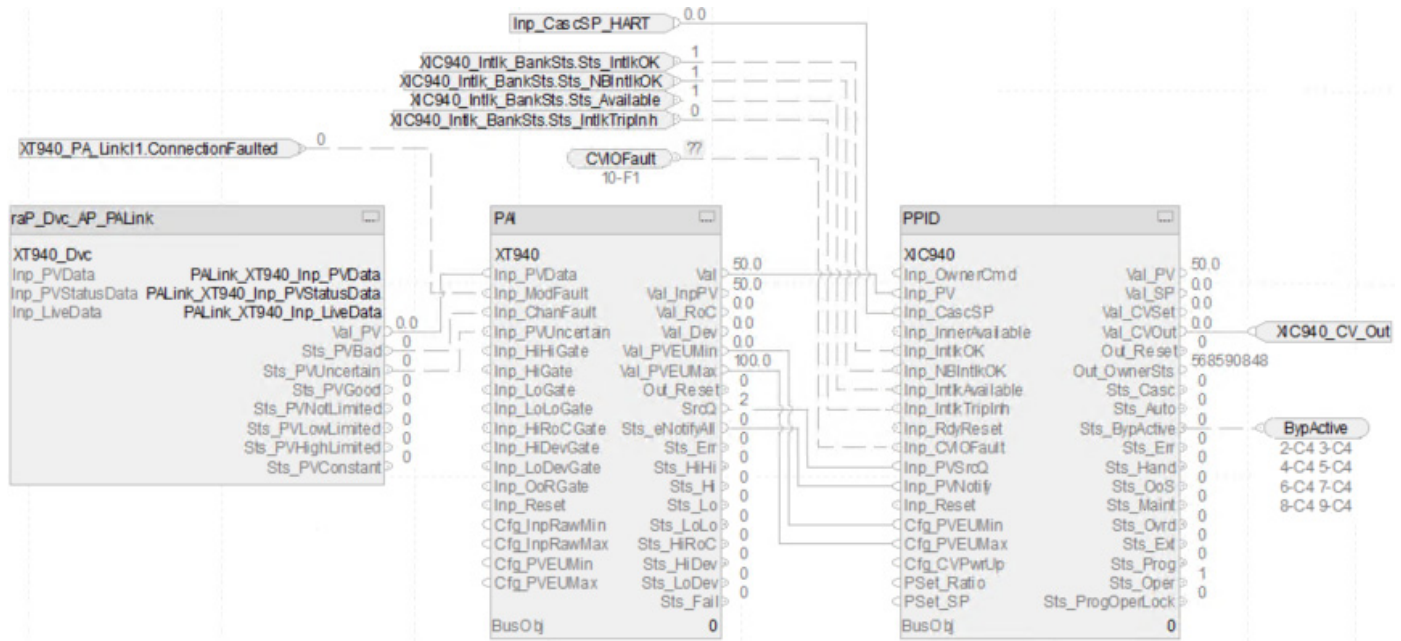 Inp_CascSP_HART 0.0
XIC940_Intlk_BankSts.Sts_IntlkOK 1
XIC940_Intlk_BankSts.Sts_NBIntlkOK 1
XIC940_Intlk_BankSts.Sts_Available 1
XIC940_Intlk_BankSts.Sts_IntlkTripInh 0
XT940_PA_Link:I1.ConnectionFaulted 0
CVIOFault ??
10-F1
raP_Dvc_AP_PALink
XT940_Dvc
Inp_PVData PALink_XT940_Inp_PVData
Inp_PVStatusData PALink_XT940_Inp_PVStatusData
Inp_LiveData PALink_XT940_Inp_LiveData
Val_PV 0.0
Sts_PVBad 0
Sts_PVUncertain 0
Sts_PVGood 0
Sts_PVNotLimited 0
Sts_PVLowLimited 0
Sts_PVHighLimited 0
Sts_PVConstant 0
PAI
XT940
Inp_PVData Val 50.0
Inp_ModFault Val_InpPV 50.0
Inp_ChanFault Val_RoC 0.0
Inp_PVUncertain Val_Dev 0.0
Inp_HiHiGate Val_PVEUMin 0.0
Inp_HiGate Val_PVEUMax 100.0
Inp_LoGate Out_Reset 0
Inp_LoLoGate SrcQ 2
Inp_HiRoCGate Sts_eNotifyAll 0
Inp_HiDevGate Sts_Err 0
Inp_LoDevGate Sts_HiHi 0
Inp_OoRGate Sts_Hi 0
Inp_Reset Sts_Lo 0
Cfg_InpRawMin Sts_LoLo 0
Cfg_InpRawMax Sts_HiRoC 0
Cfg_PVEUMin Sts_HiDev 0
Cfg_PVEUMax Sts_LoDev 0
Sts_Fail 0
BusObj 0
PPID
XIC940
Inp_OwnerCmd Val_PV 50.0
Inp_PV Val_SP 0.0
Inp_CascSP Val_CVSet 0.0
Inp_InnerAvailable Val_CVOut 0.0
Inp_IntlkOK Out_Reset 0
Inp_NBIntlkOK Out_OwnerSts 568590848
Inp_IntlkAvailable Sts_Casc 0
Inp_IntlkTripInh Sts_Auto 0
Inp_RdyReset Sts_BypActive 0
Inp_CVIOFault Sts_Err 0
Inp_PVSrcQ Sts_Hand 0
Inp_PVNotify Sts_OoS 0
Inp_Reset Sts_Maint 0
Cfg_PVEUMin Sts_Ovrd 0
Cfg_PVEUMax Sts_Ext 0
Cfg_CVPwrUp Sts_Prog 0
PSet_Ratio Sts_Oper 1
PSet_SP Sts_ProgOperLock 0
BusObj 0
XIC940_CV_Out
BypActive
2-C4 3-C4
4-C4 5-C4
6-C4 7-C4
8-C4 9-C4